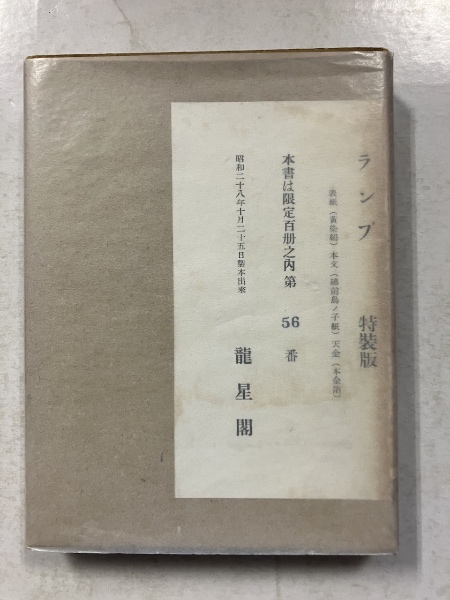 ランプ 特装版
表紙(黄染絹)本文(越前鳥ノ子紙)天金(本金箔)
本書は限定百册之内第 56 番
昭和二十八年十月二十五日製本出来
龍星閣